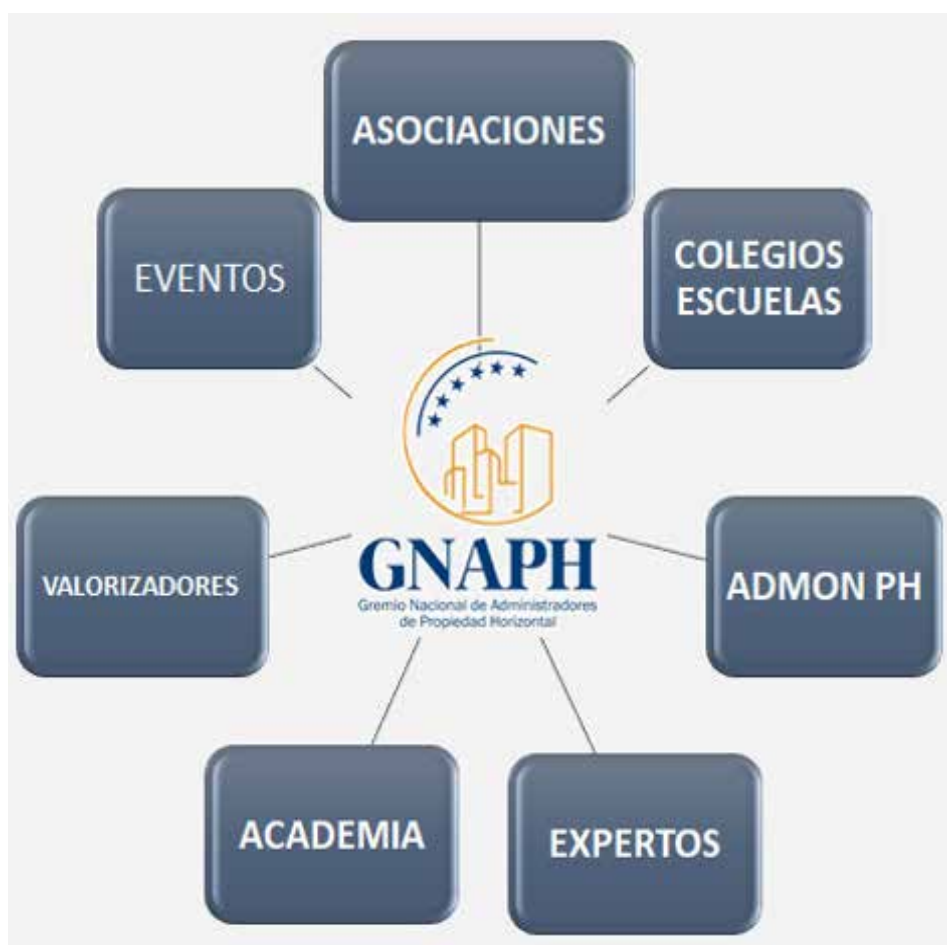 ASOCIACIONES
EVENTOS
COLEGIOS
ESCUELAS
GNAPH
Gremio Nacional de Administradores
de Propiedad Horizontal
VALORIZADORES
ADMON PH
ACADEMIA
EXPERTOS